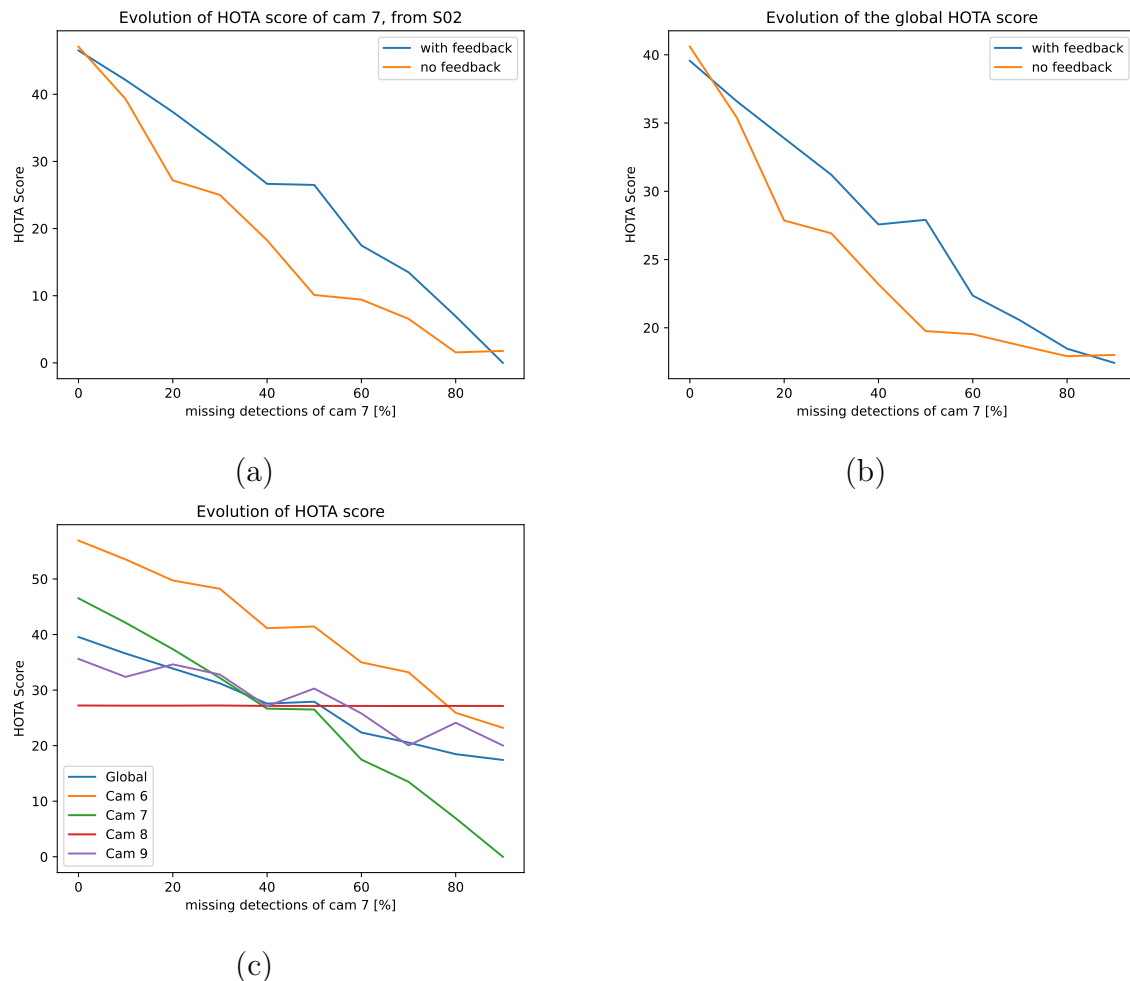 Evolution of HOTA score of cam 7, from S02
with feedback
no feedback
HOTA Score
40
30
20
10
0
0 20 40 60 80
missing detections of cam 7 [%]
(a)
Evolution of the global HOTA score
with feedback
no feedback
HOTA Score
40
35
30
25
20
0 20 40 60 80
missing detections of cam 7 [%]
(b)
Evolution of HOTA score
HOTA Score
50
40
30
20
10
0
Global
Cam 6
Cam 7
Cam 8
Cam 9
0 20 40 60 80
missing detections of cam 7 [%]
(c)